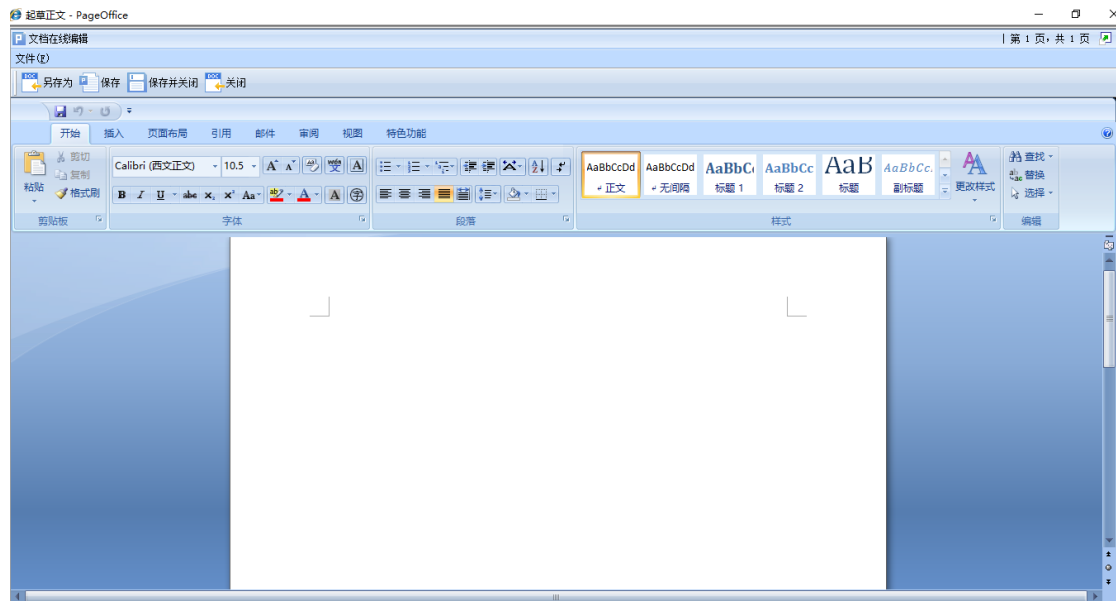 起草正文 - PageOffice
文档在线编辑 | 第 1 页，共 1 页
文件(F)
另存为 保存 保存并关闭 关闭
开始 插入 页面布局 引用 邮件 审阅 视图 特色功能
粘贴 剪切 复制 格式刷
Calibri (西文正文) 10.5
B I U abc x₂ x² Aa
AaBbCcDd AaBbCcDd AaBbC AaBbCc AaB AaBbCc.
正文 无间隔 标题 1 标题 2 标题 副标题
更改样式
查找
替换
选择
剪贴板 字体 段落 样式 编辑